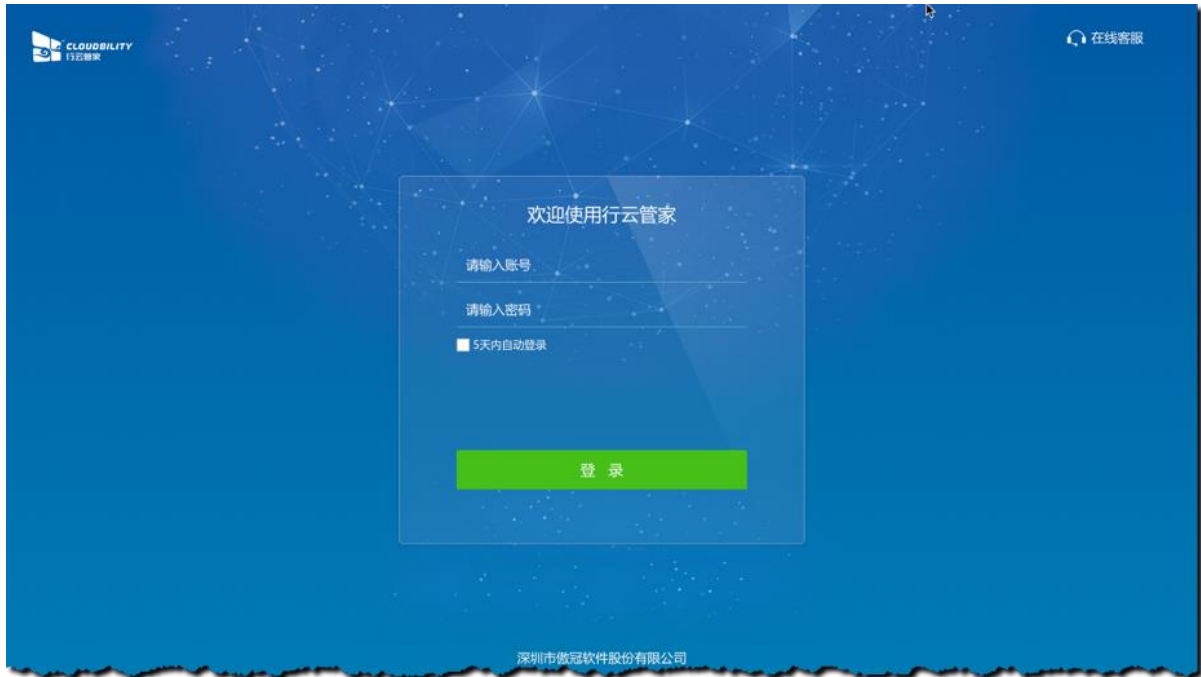 CLOUDBILITY
行云管家
在线客服
欢迎使用行云管家
请输入账号
请输入密码
5天内自动登录
登 录
深圳市傲冠软件股份有限公司